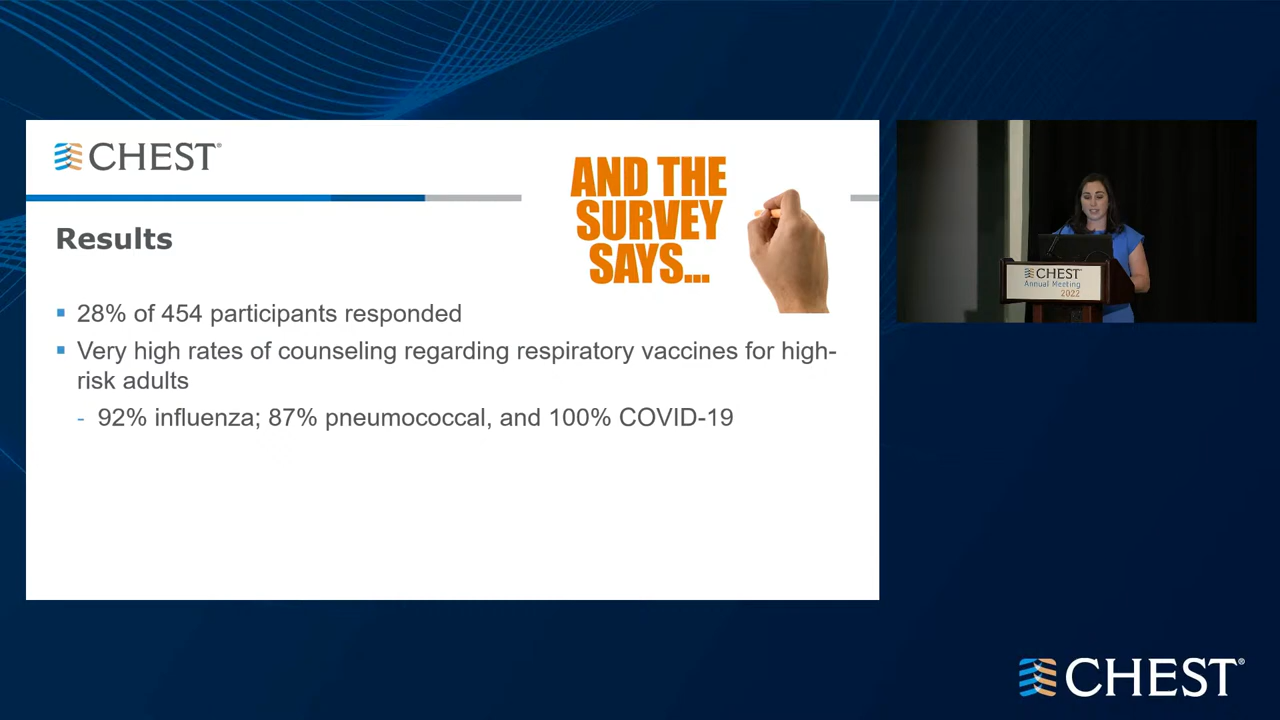 CHEST®
AND THE
SURVEY
SAYS...
Results
▪ 28% of 454 participants responded
▪ Very high rates of counseling regarding respiratory vaccines for high-
risk adults
- 92% influenza; 87% pneumococcal, and 100% COVID-19
CHEST
Annual Meeting
2022
CHEST®